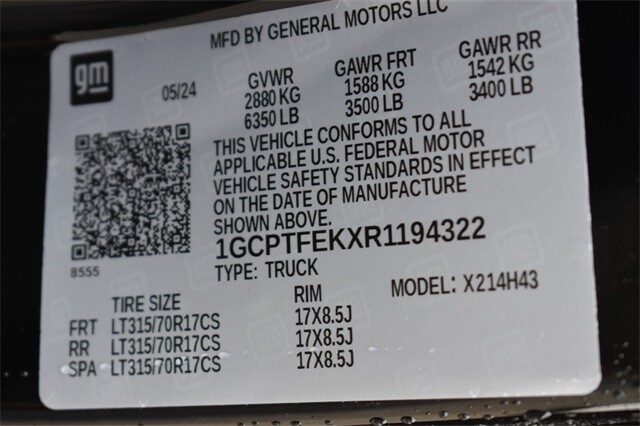 MFD BY GENERAL MOTORS LLC
gm
05/24
GVWR GAWR FRT GAWR RR
2880 KG 1588 KG 1542 KG
6350 LB 3500 LB 3400 LB
THIS VEHICLE CONFORMS TO ALL
APPLICABLE U.S. FEDERAL MOTOR
VEHICLE SAFETY STANDARDS IN EFFECT
ON THE DATE OF MANUFACTURE
SHOWN ABOVE.
8555
1GCPTFEKXR1194322
TYPE: TRUCK
MODEL: X214H43
TIRE SIZE RIM
FRT LT315/70R17CS 17X8.5J
RR LT315/70R17CS 17X8.5J
SPA LT315/70R17CS 17X8.5J